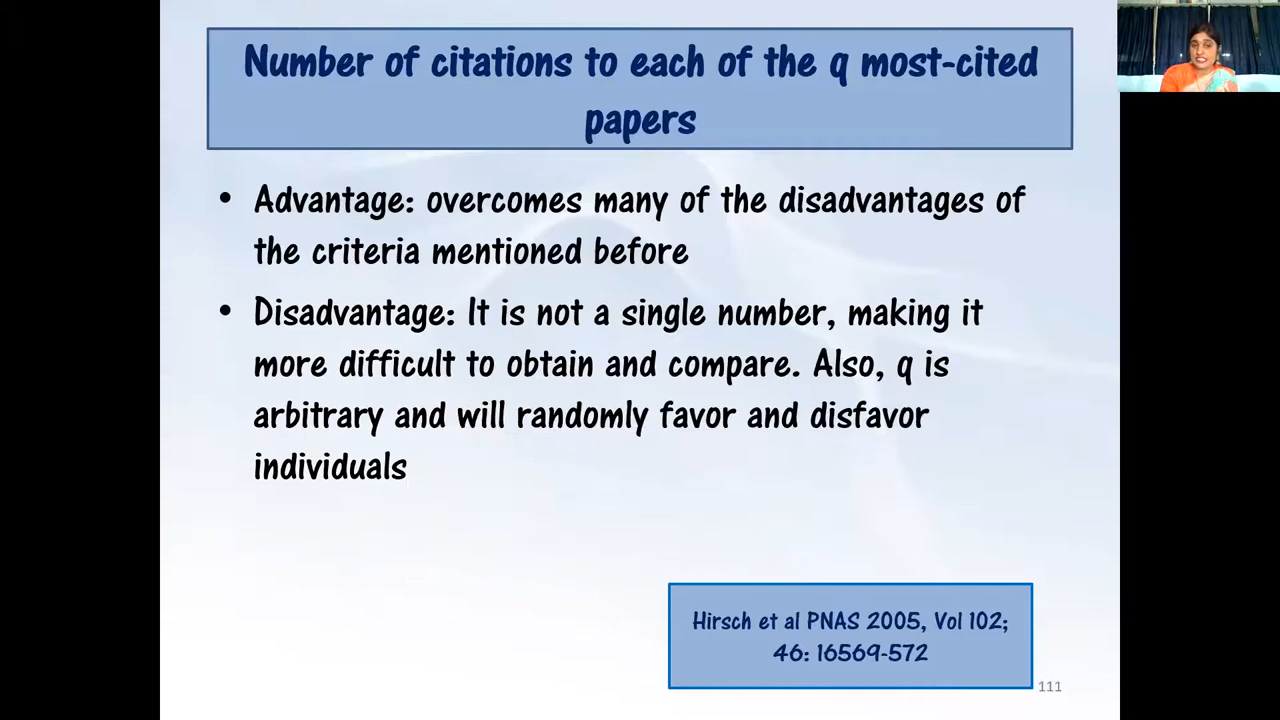 Number of citations to each of the q most-cited
papers
• Advantage: overcomes many of the disadvantages of
the criteria mentioned before
• Disadvantage: It is not a single number, making it
more difficult to obtain and compare. Also, q is
arbitrary and will randomly favor and disfavor
individuals
Hirsch et al PNAS 2005, Vol 102;
46: 16569-572
111